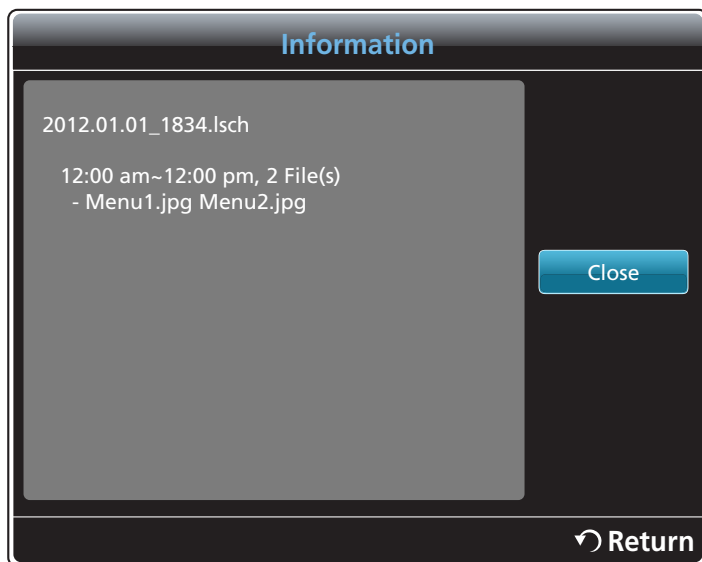 Information
2012.01.01_1834.lsch
12:00 am~12:00 pm, 2 File(s)
- Menu1.jpg Menu2.jpg
Close
Return